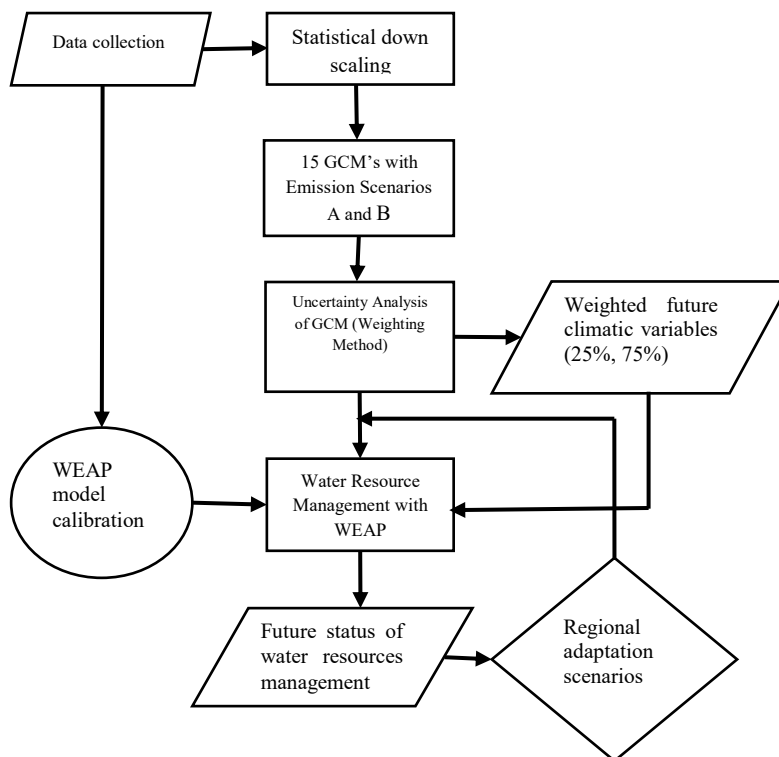 Data collection
Statistical down
scaling
15 GCM's with
Emission Scenarios
A and B
Uncertainty Analysis
of GCM (Weighting
Method)
Weighted future
climatic variables
(25%, 75%)
WEAP
model
calibration
Water Resource
Management with
WEAP
Future status of
water resources
management
Regional
adaptation
scenarios